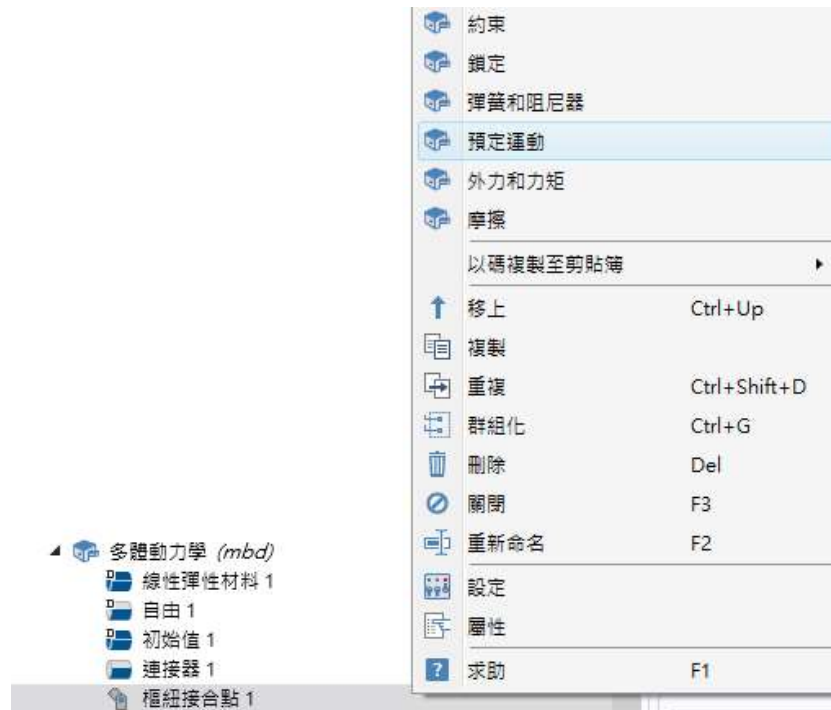 約束
鎖定
彈簧和阻尼器
預定運動
外力和力矩
摩擦
以碼複製至剪貼簿
移上 Ctrl+Up
複製
重複 Ctrl+Shift+D
群組化 Ctrl+G
刪除 Del
關閉 F3
重新命名 F2
設定
屬性
求助 F1
多體動力學 (mbd)
線性彈性材料 1
自由 1
初始值 1
連接器 1
樞紐接合點 1